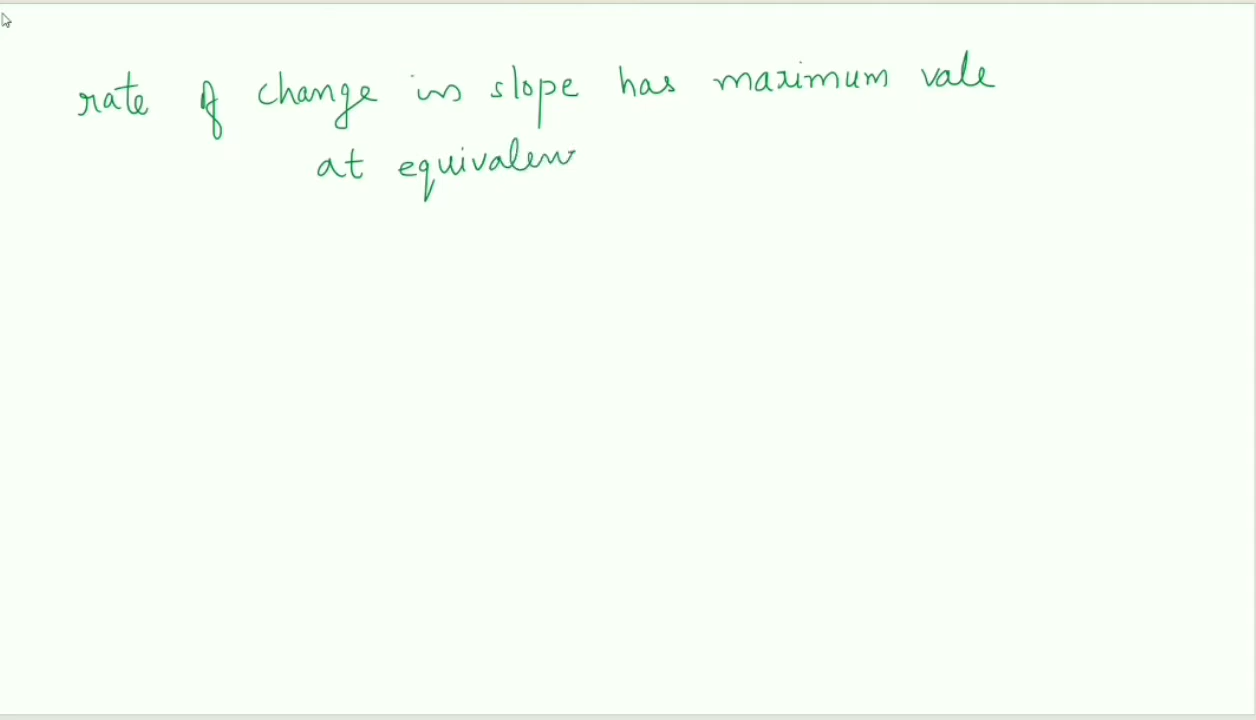 rate of change in slope has maximum vale
at equivalen